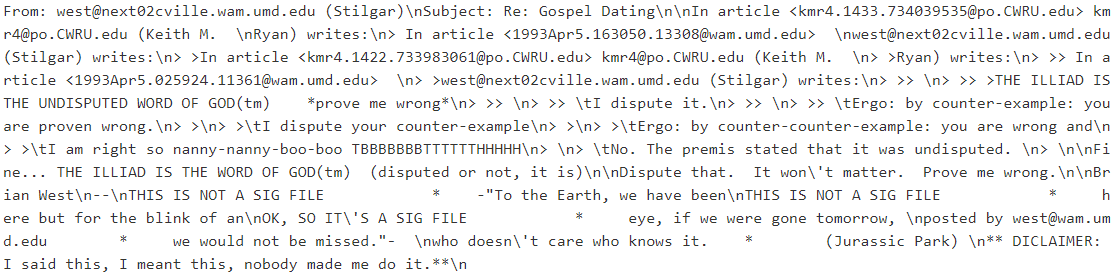 From: west@next02cville.wam.umd.edu (Stilgar)\nSubject: Re: Gospel Dating\n\nIn article <kmr4.1433.734039535@po.CWRU.edu> km
r4@po.CWRU.edu (Keith M.  \nRyan) writes:\n> In article <1993Apr5.163050.13308@wam.umd.edu>  \nwest@next02cville.wam.umd.edu
(Stilgar) writes:\n> >In article <kmr4.1422.733983061@po.CWRU.edu> kmr4@po.CWRU.edu (Keith M.  \n> >Ryan) writes:\n> >> In a
rticle <1993Apr5.025924.11361@wam.umd.edu>  \n> >west@next02cville.wam.umd.edu (Stilgar) writes:\n> >> \n> >> >THE ILLIAD IS
THE UNDISPUTED WORD OF GOD(tm)    *prove me wrong*\n> >> \n> >> \tI dispute it.\n> >> \n> >> \tErgo: by counter-example: you
are proven wrong.\n> >\n> >\tI dispute your counter-example\n> >\n> >\tErgo: by counter-counter-example: you are wrong and\n
> >\tI am right so nanny-nanny-boo-boo TBBBBBBBTTTTTTHHHHH\n> \n> \tNo. The premis stated that it was undisputed. \n> \n\nFi
ne... THE ILLIAD IS THE WORD OF GOD(tm)  (disputed or not, it is)\n\nDispute that.  It won\'t matter.  Prove me wrong.\n\nBr
ian West\n--\nTHIS IS NOT A SIG FILE          *    -"To the Earth, we have been\nTHIS IS NOT A SIG FILE          *     h
ere but for the blink of an\nOK, SO IT\'S A SIG FILE          *     eye, if we were gone tomorrow, \nposted by west@wam.um
d.edu      *    we would not be missed."-  \nwho doesn\'t care who knows it.    *        (Jurassic Park) \n** DICLAIMER:
I said this, I meant this, nobody made me do it.**\n